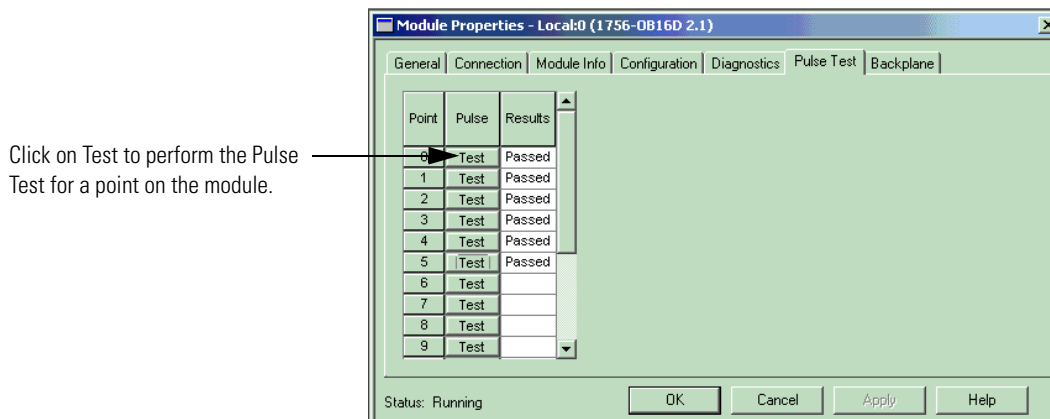 Module Properties - Local:0 (1756-OB16D 2.1)
General Connection Module Info Configuration Diagnostics Pulse Test Backplane
Point Pulse Results
Click on Test to perform the Pulse
Test for a point on the module.
0 Test Passed
1 Test Passed
2 Test Passed
3 Test Passed
4 Test Passed
5 Test Passed
6 Test
7 Test
8 Test
9 Test
Status: Running OK Cancel Apply Help